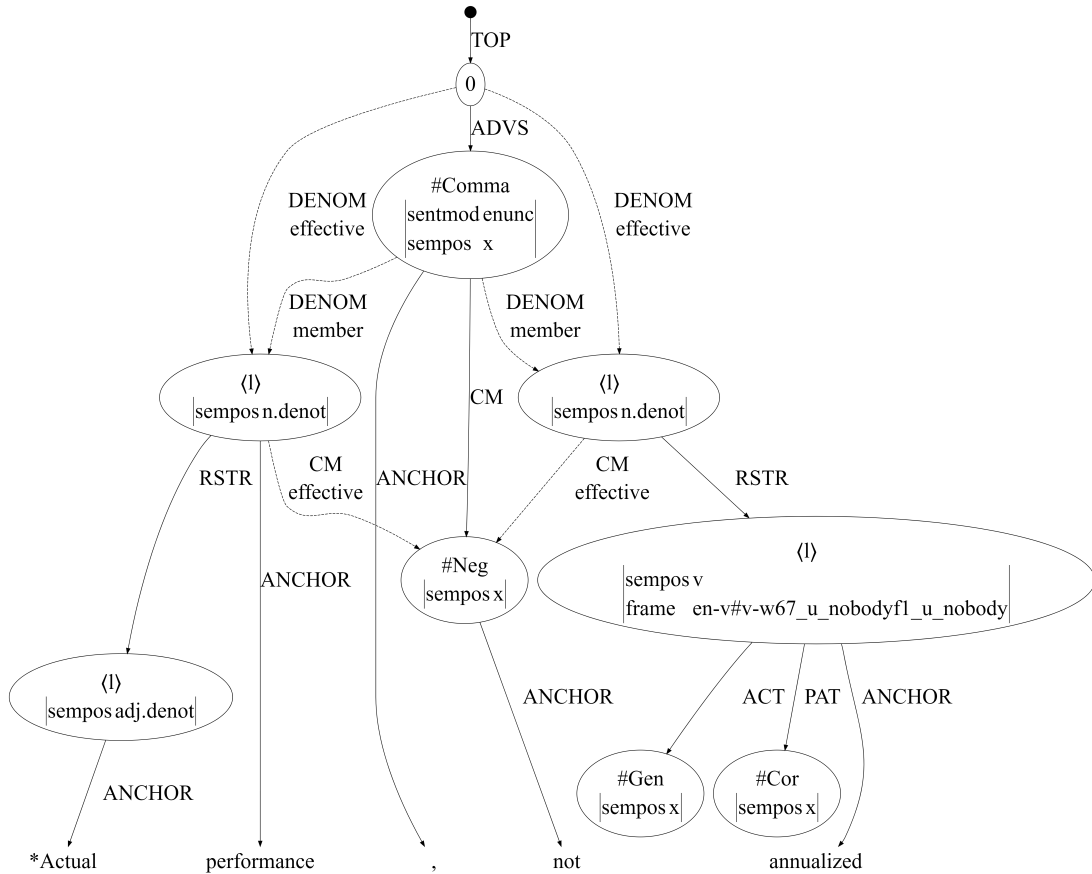 TOP
0
ADVS
#Comma
sentmod enunc
sempos x
DENOM
effective
DENOM
effective
DENOM
member
DENOM
member
⟨l⟩
sempos n.denot
CM
⟨l⟩
sempos n.denot
RSTR
CM
effective
ANCHOR
CM
effective
RSTR
ANCHOR
#Neg
sempos x
⟨l⟩
sempos v
frame en-v#v-w67_u_nobodyf1_u_nobody
⟨l⟩
sempos adj.denot
ANCHOR
ACT
PAT
ANCHOR
ANCHOR
#Gen
sempos x
#Cor
sempos x
*Actual performance , not annualized